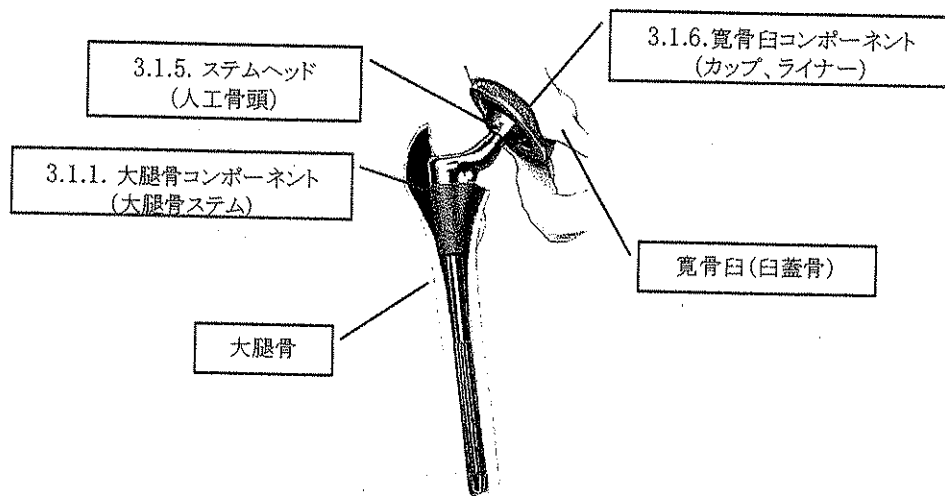 3.1.5. ステムヘッド
(人工骨頭)
3.1.6.寛骨臼コンポーネント
(カップ、ライナー)
3.1.1. 大腿骨コンポーネント
(大腿骨ステム)
寛骨臼(臼蓋骨)
大腿骨